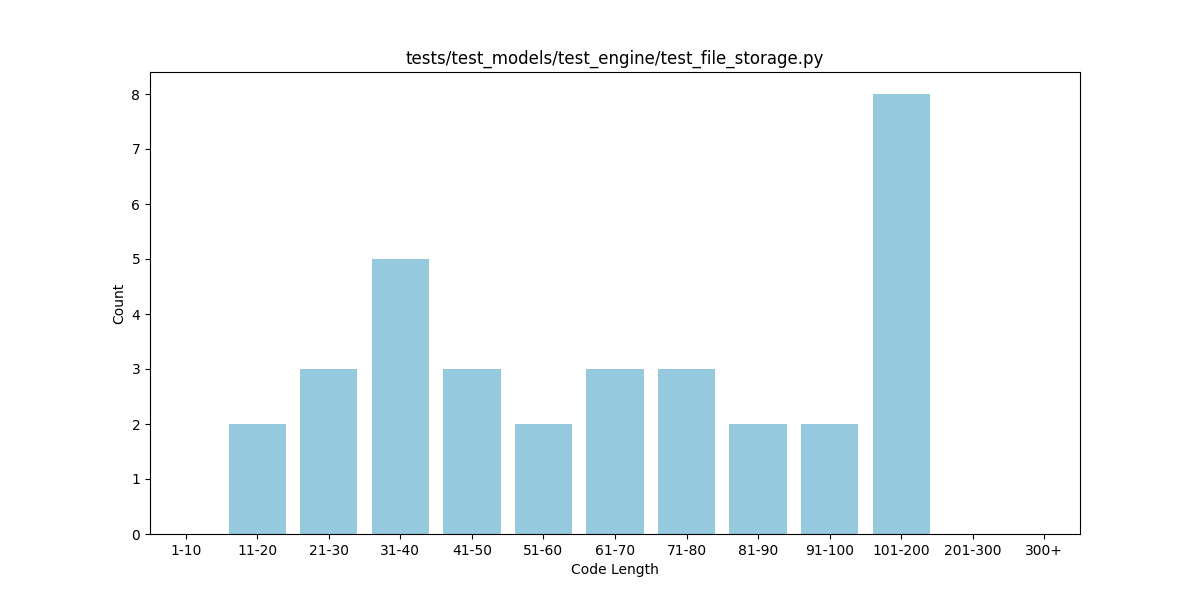 tests/test_models/test_engine/test_file_storage.py
8
7
6
5
4
3
2
1
0
Count
1-10 11-20 21-30 31-40 41-50 51-60 61-70 71-80 81-90 91-100 101-200 201-300 300+
Code Length